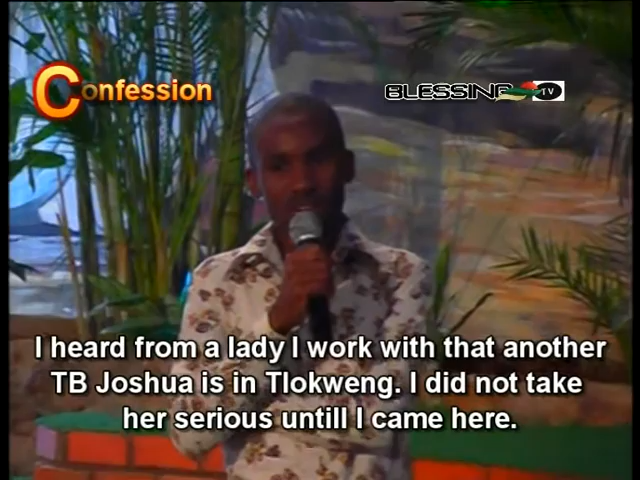 Confession
BLESSING TV
I heard from a lady I work with that another
TB Joshua is in Tlokweng. I did not take
her serious untill I came here.